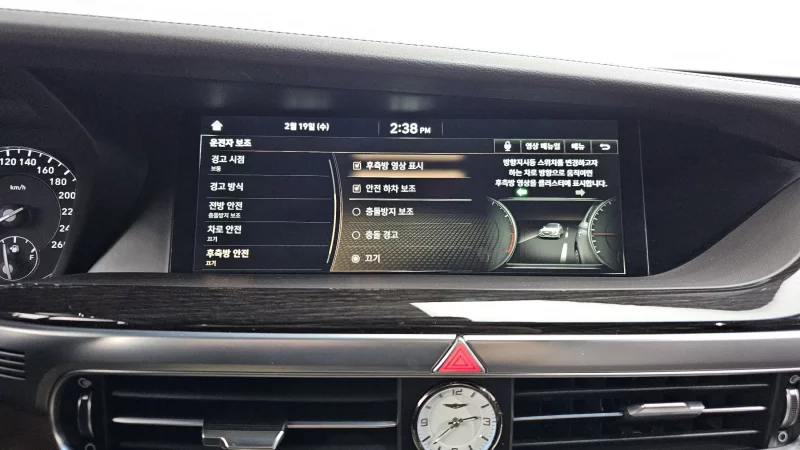 2월 19일 (수)
2:38 PM
운전자 보조
영상 매뉴얼
메뉴
경고 시점
보통
경고 방식
전방 안전
충돌방지 보조
차로 안전
끄기
후측방 안전
끄기
후측방 영상 표시
안전 하차 보조
충돌방지 보조
충돌 경고
끄기
방향지시등 스위치를 변경하고자
하는 차로 방향으로 움직이면
후측방 영상을 클러스터에 표시합니다.
120 140
160
180
200
220
240
260
km/h
F
12